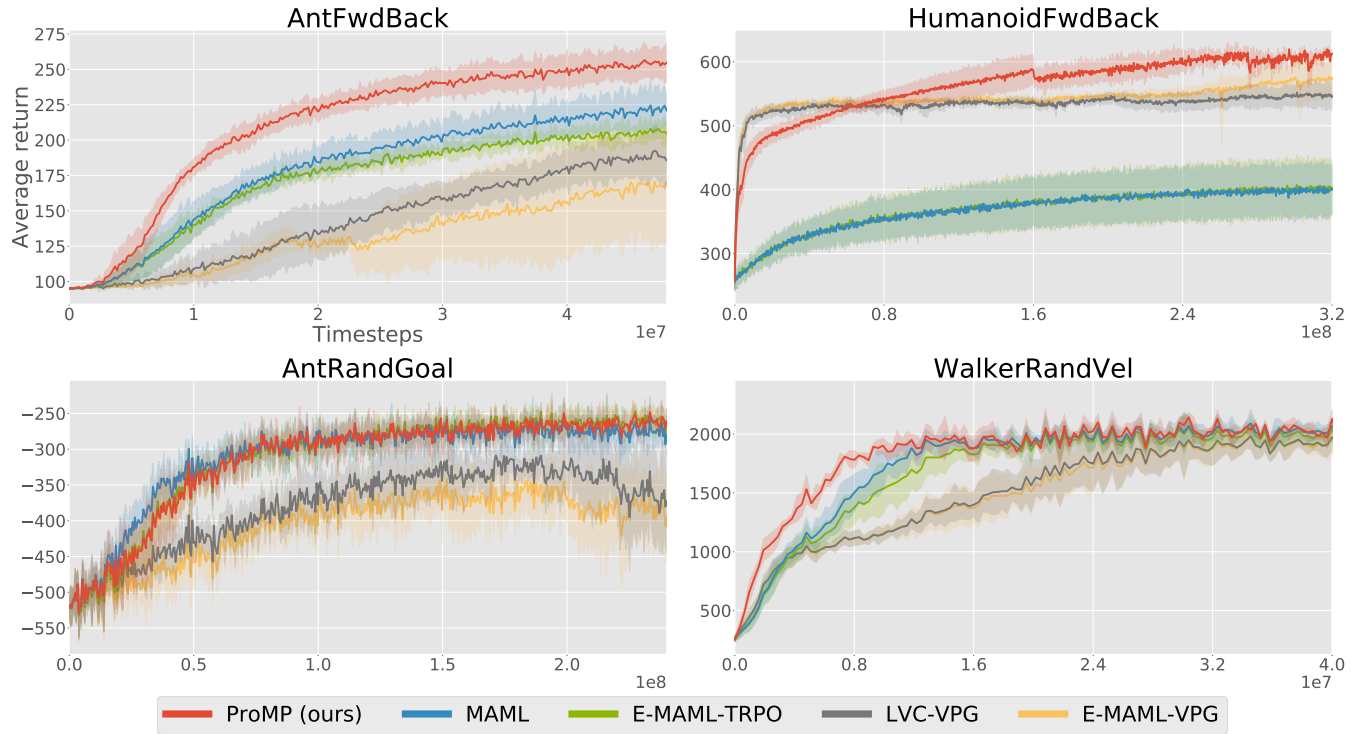 AntFwdBack
275
250
225
200
175
150
125
100
Average return
0 1 2 3 4
1e7
Timesteps
HumanoidFwdBack
600
500
400
300
0.0 0.8 1.6 2.4 3.2
1e8
AntRandGoal
−250
−300
−350
−400
−450
−500
−550
0.0 0.5 1.0 1.5 2.0
1e8
WalkerRandVel
2000
1500
1000
500
0.0 0.8 1.6 2.4 3.2 4.0
1e7
ProMP (ours) MAML E-MAML-TRPO LVC-VPG E-MAML-VPG